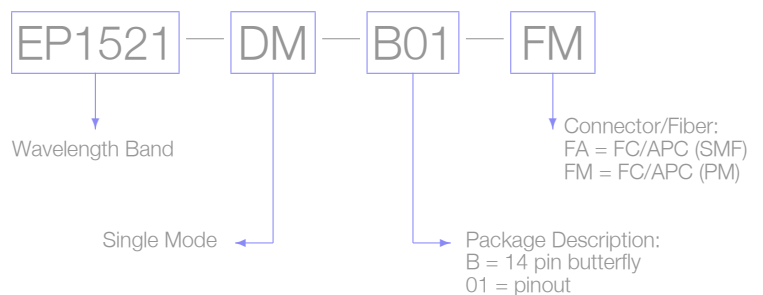 EP1521 — DM — B01 — FM
Wavelength Band
Connector/Fiber:
FA = FC/APC (SMF)
FM = FC/APC (PM)
Single Mode
Package Description:
B = 14 pin butterfly
01 = pinout